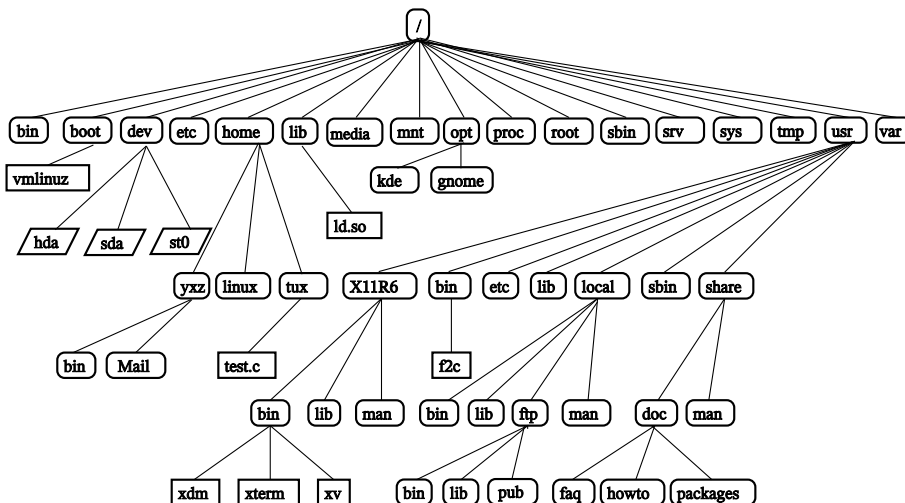 /
bin boot dev etc home lib media mnt opt proc root sbin srv sys tmp usr var
vmlinuz kde gnome
ld.so
hda sda st0
yxz linux tux X11R6 bin etc lib local sbin share
bin Mail test.c f2c
bin lib man bin lib ftp man doc man
xdm xterm xv bin lib pub faq howto packages